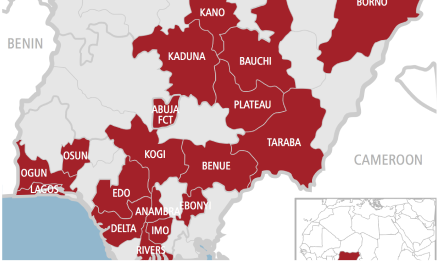 BORNO
KANO
BENIN
KADUNA
BAUCHI
PLATEAU
ABUJA
FCT
TARABA
KOGI
OSUN
CAMEROON
BENUE
OGUN
LAGOS
EDO
EBONYI
ANAMBRA
DELTA
IMO
RIVERS